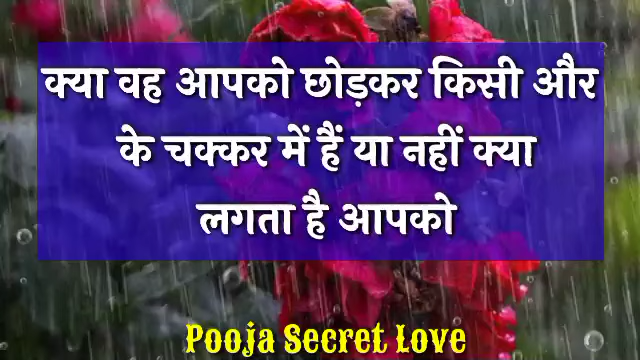 क्या वह आपको छोड़कर किसी और
के चक्कर में हैं या नहीं क्या
लगता है आपको
Pooja Secret Love